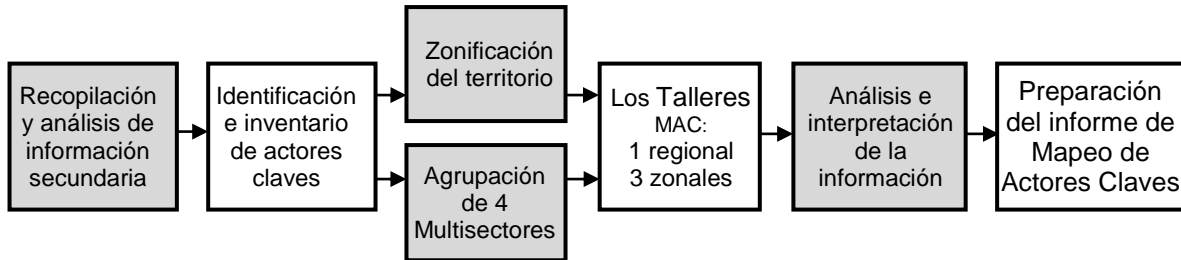 Recopilación
y análisis de
información
secundaria
Identificación
e inventario
de actores
claves
Zonificación
del territorio
Agrupación
de 4
Multisectores
Los Talleres
MAC:
1 regional
3 zonales
Análisis e
interpretación
de la
información
Preparación
del informe de
Mapeo de
Actores Claves